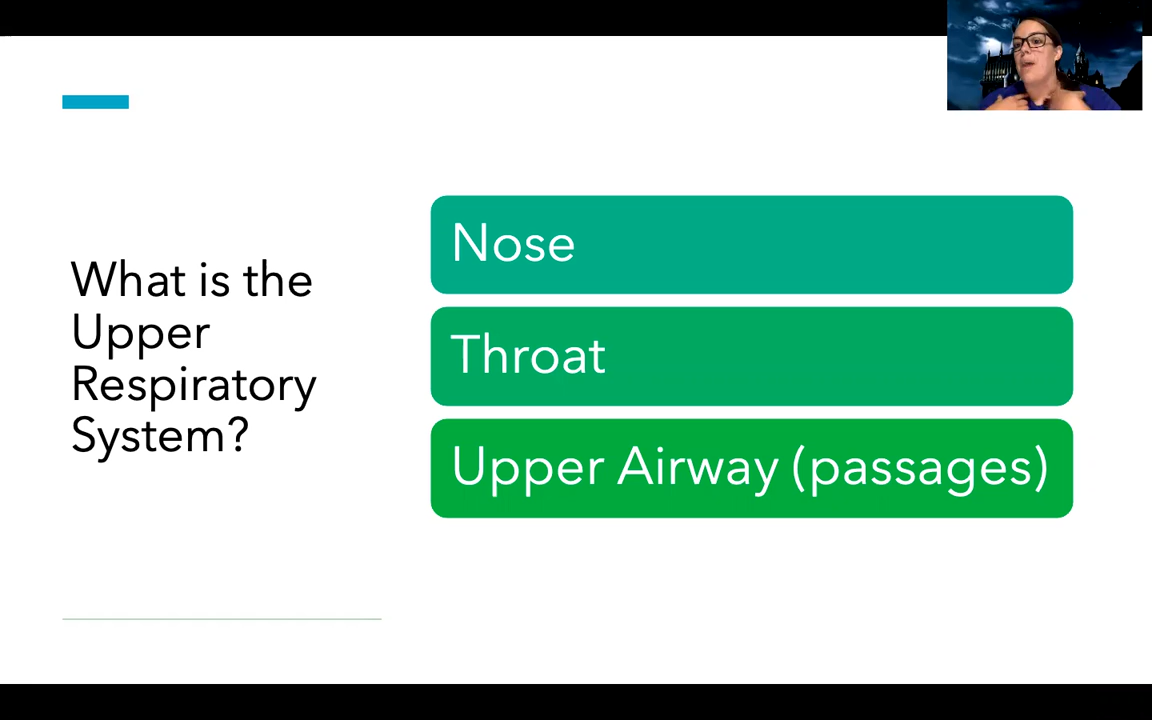 What is the
Upper
Respiratory
System?
Nose
Throat
Upper Airway (passages)